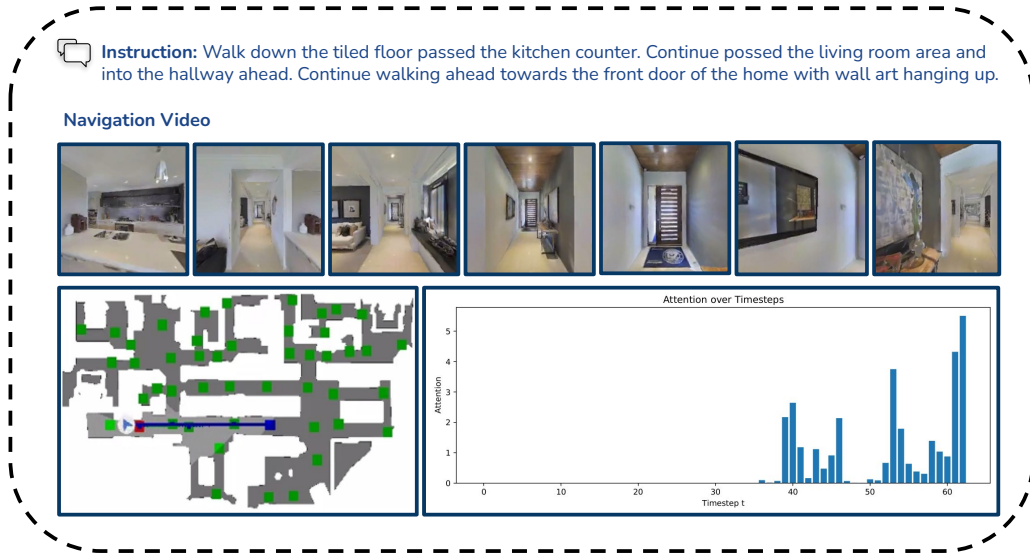 Instruction: Walk down the tiled floor passed the kitchen counter. Continue possed the living room area and
into the hallway ahead. Continue walking ahead towards the front door of the home with wall art hanging up.
Navigation Video
Attention over Timesteps
Attention
5
4
3
2
1
0
0 10 20 30 40 50 60
Timestep t